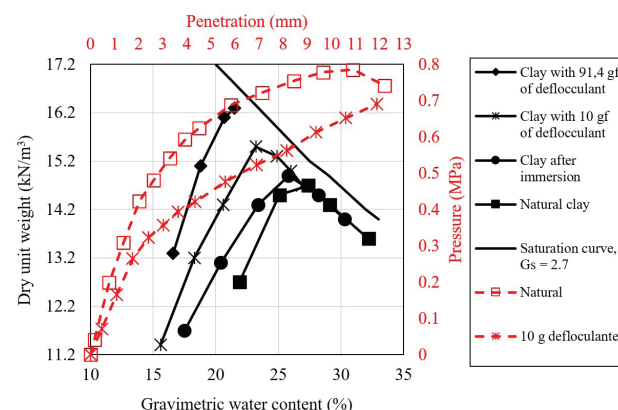 Penetration (mm)
0 1 2 3 4 5 6 7 8 9 10 11 12 13
17.2
16.2
15.2
14.2
13.2
12.2
11.2
Dry unit weight (kN/m³)
0.8
0.7
0.6
0.5
0.4
0.3
0.2
0.1
0
Pressure (MPa)
10 15 20 25 30 35
Gravimetric water content (%)
Clay with 91,4 gf
of deflocculant
Clay with 10 gf
of deflocculant
Clay after
immersion
Natural clay
Saturation curve,
Gs = 2.7
Natural
10 g defloculante